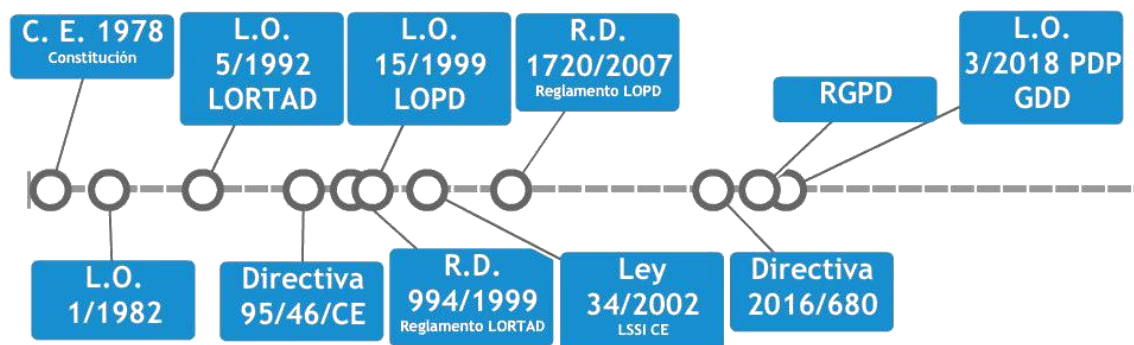 C. E. 1978
Constitución
L.O.
5/1992
LORTAD
L.O.
15/1999
LOPD
R.D.
1720/2007
Reglamento LOPD
RGPD
L.O.
3/2018 PDP
GDD
L.O.
1/1982
Directiva
95/46/CE
R.D.
994/1999
Reglamento LORTAD
Ley
34/2002
LSSI CE
Directiva
2016/680